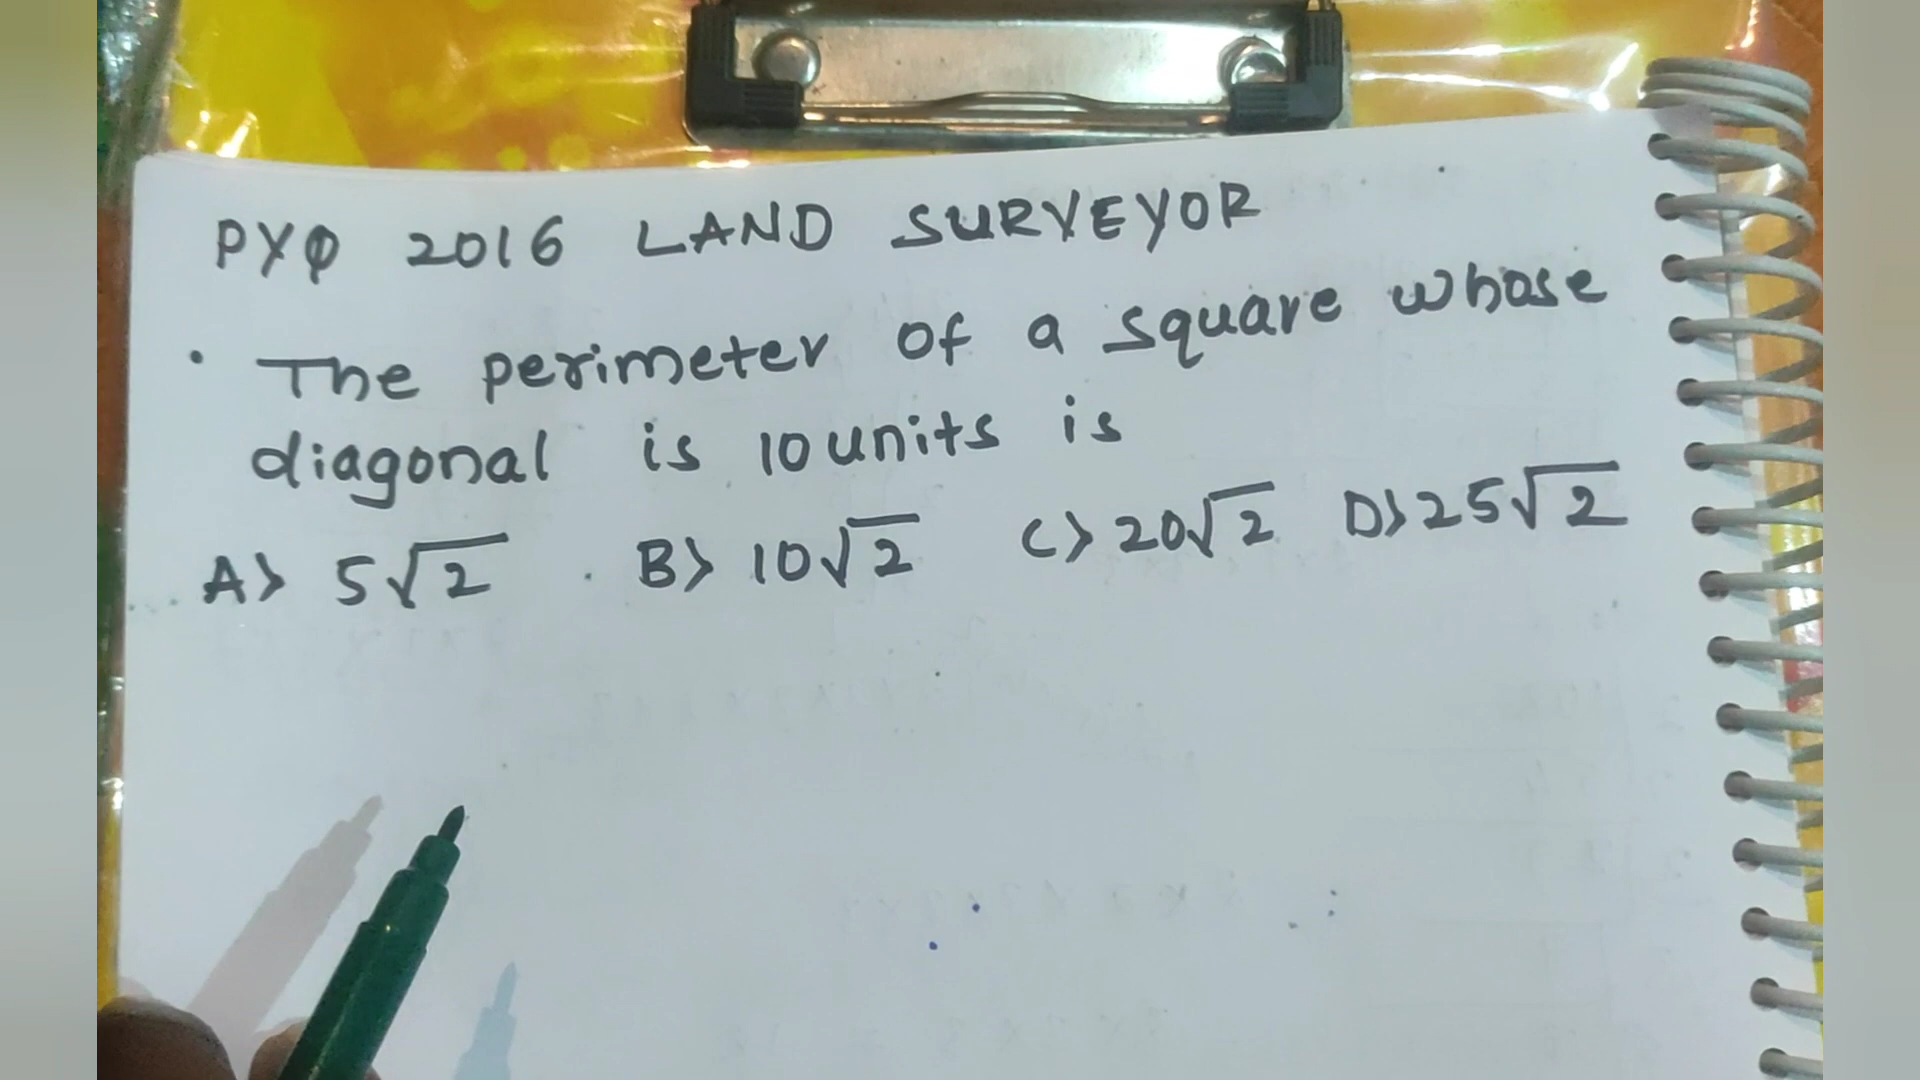 PYQ 2016 LAND SURVEYOR
• The perimeter of a square whose
diagonal is 10 units is
A> 5√2 B> 10√2 C> 20√2 D> 25√2